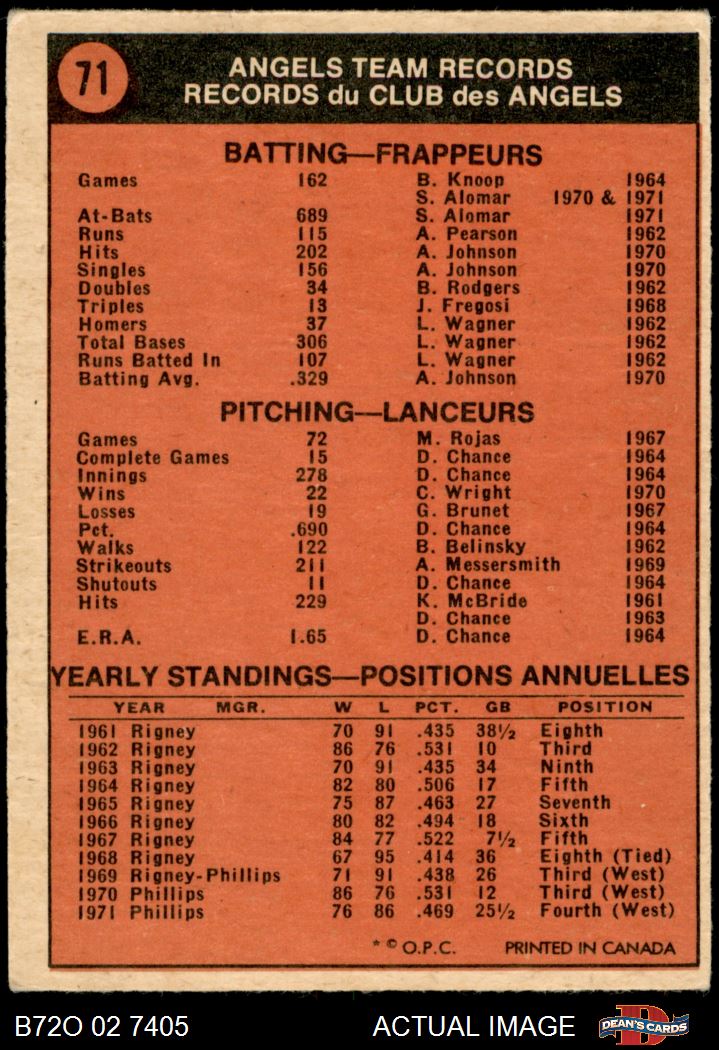 71
ANGELS TEAM RECORDS
RECORDS du CLUB des ANGELS
BATTING—FRAPPEURS
Games 162 B. Knoop 1964
S. Alomar 1970 & 1971
At-Bats 689 S. Alomar 1971
Runs 115 A. Pearson 1962
Hits 202 A. Johnson 1970
Singles 156 A. Johnson 1970
Doubles 34 B. Rodgers 1962
Triples 13 J. Fregosi 1968
Homers 37 L. Wagner 1962
Total Bases 306 L. Wagner 1962
Runs Batted In 107 L. Wagner 1962
Batting Avg. .329 A. Johnson 1970
PITCHING—LANCEURS
Games 72 M. Rojas 1967
Complete Games 15 D. Chance 1964
Innings 278 D. Chance 1964
Wins 22 C. Wright 1970
Losses 19 G. Brunet 1967
Pct. .690 D. Chance 1964
Walks 122 B. Belinsky 1962
Strikeouts 211 A. Messersmith 1969
Shutouts 11 D. Chance 1964
Hits 229 K. McBride 1961
D. Chance 1963
E.R.A. 1.65 D. Chance 1964
YEARLY STANDINGS—POSITIONS ANNUELLES
YEAR MGR. W L PCT. GB POSITION
1961 Rigney 70 91 .435 38½ Eighth
1962 Rigney 86 76 .531 10 Third
1963 Rigney 70 91 .435 34 Ninth
1964 Rigney 82 80 .506 17 Fifth
1965 Rigney 75 87 .463 27 Seventh
1966 Rigney 80 82 .494 18 Sixth
1967 Rigney 84 77 .522 7½ Fifth
1968 Rigney 67 95 .414 36 Eighth (Tied)
1969 Rigney-Phillips 71 91 .438 26 Third (West)
1970 Phillips 86 76 .531 12 Third (West)
1971 Phillips 76 86 .469 25½ Fourth (West)
* © O.P.C. PRINTED IN CANADA
B72O 02 7405 ACTUAL IMAGE D DEAN'S CARDS